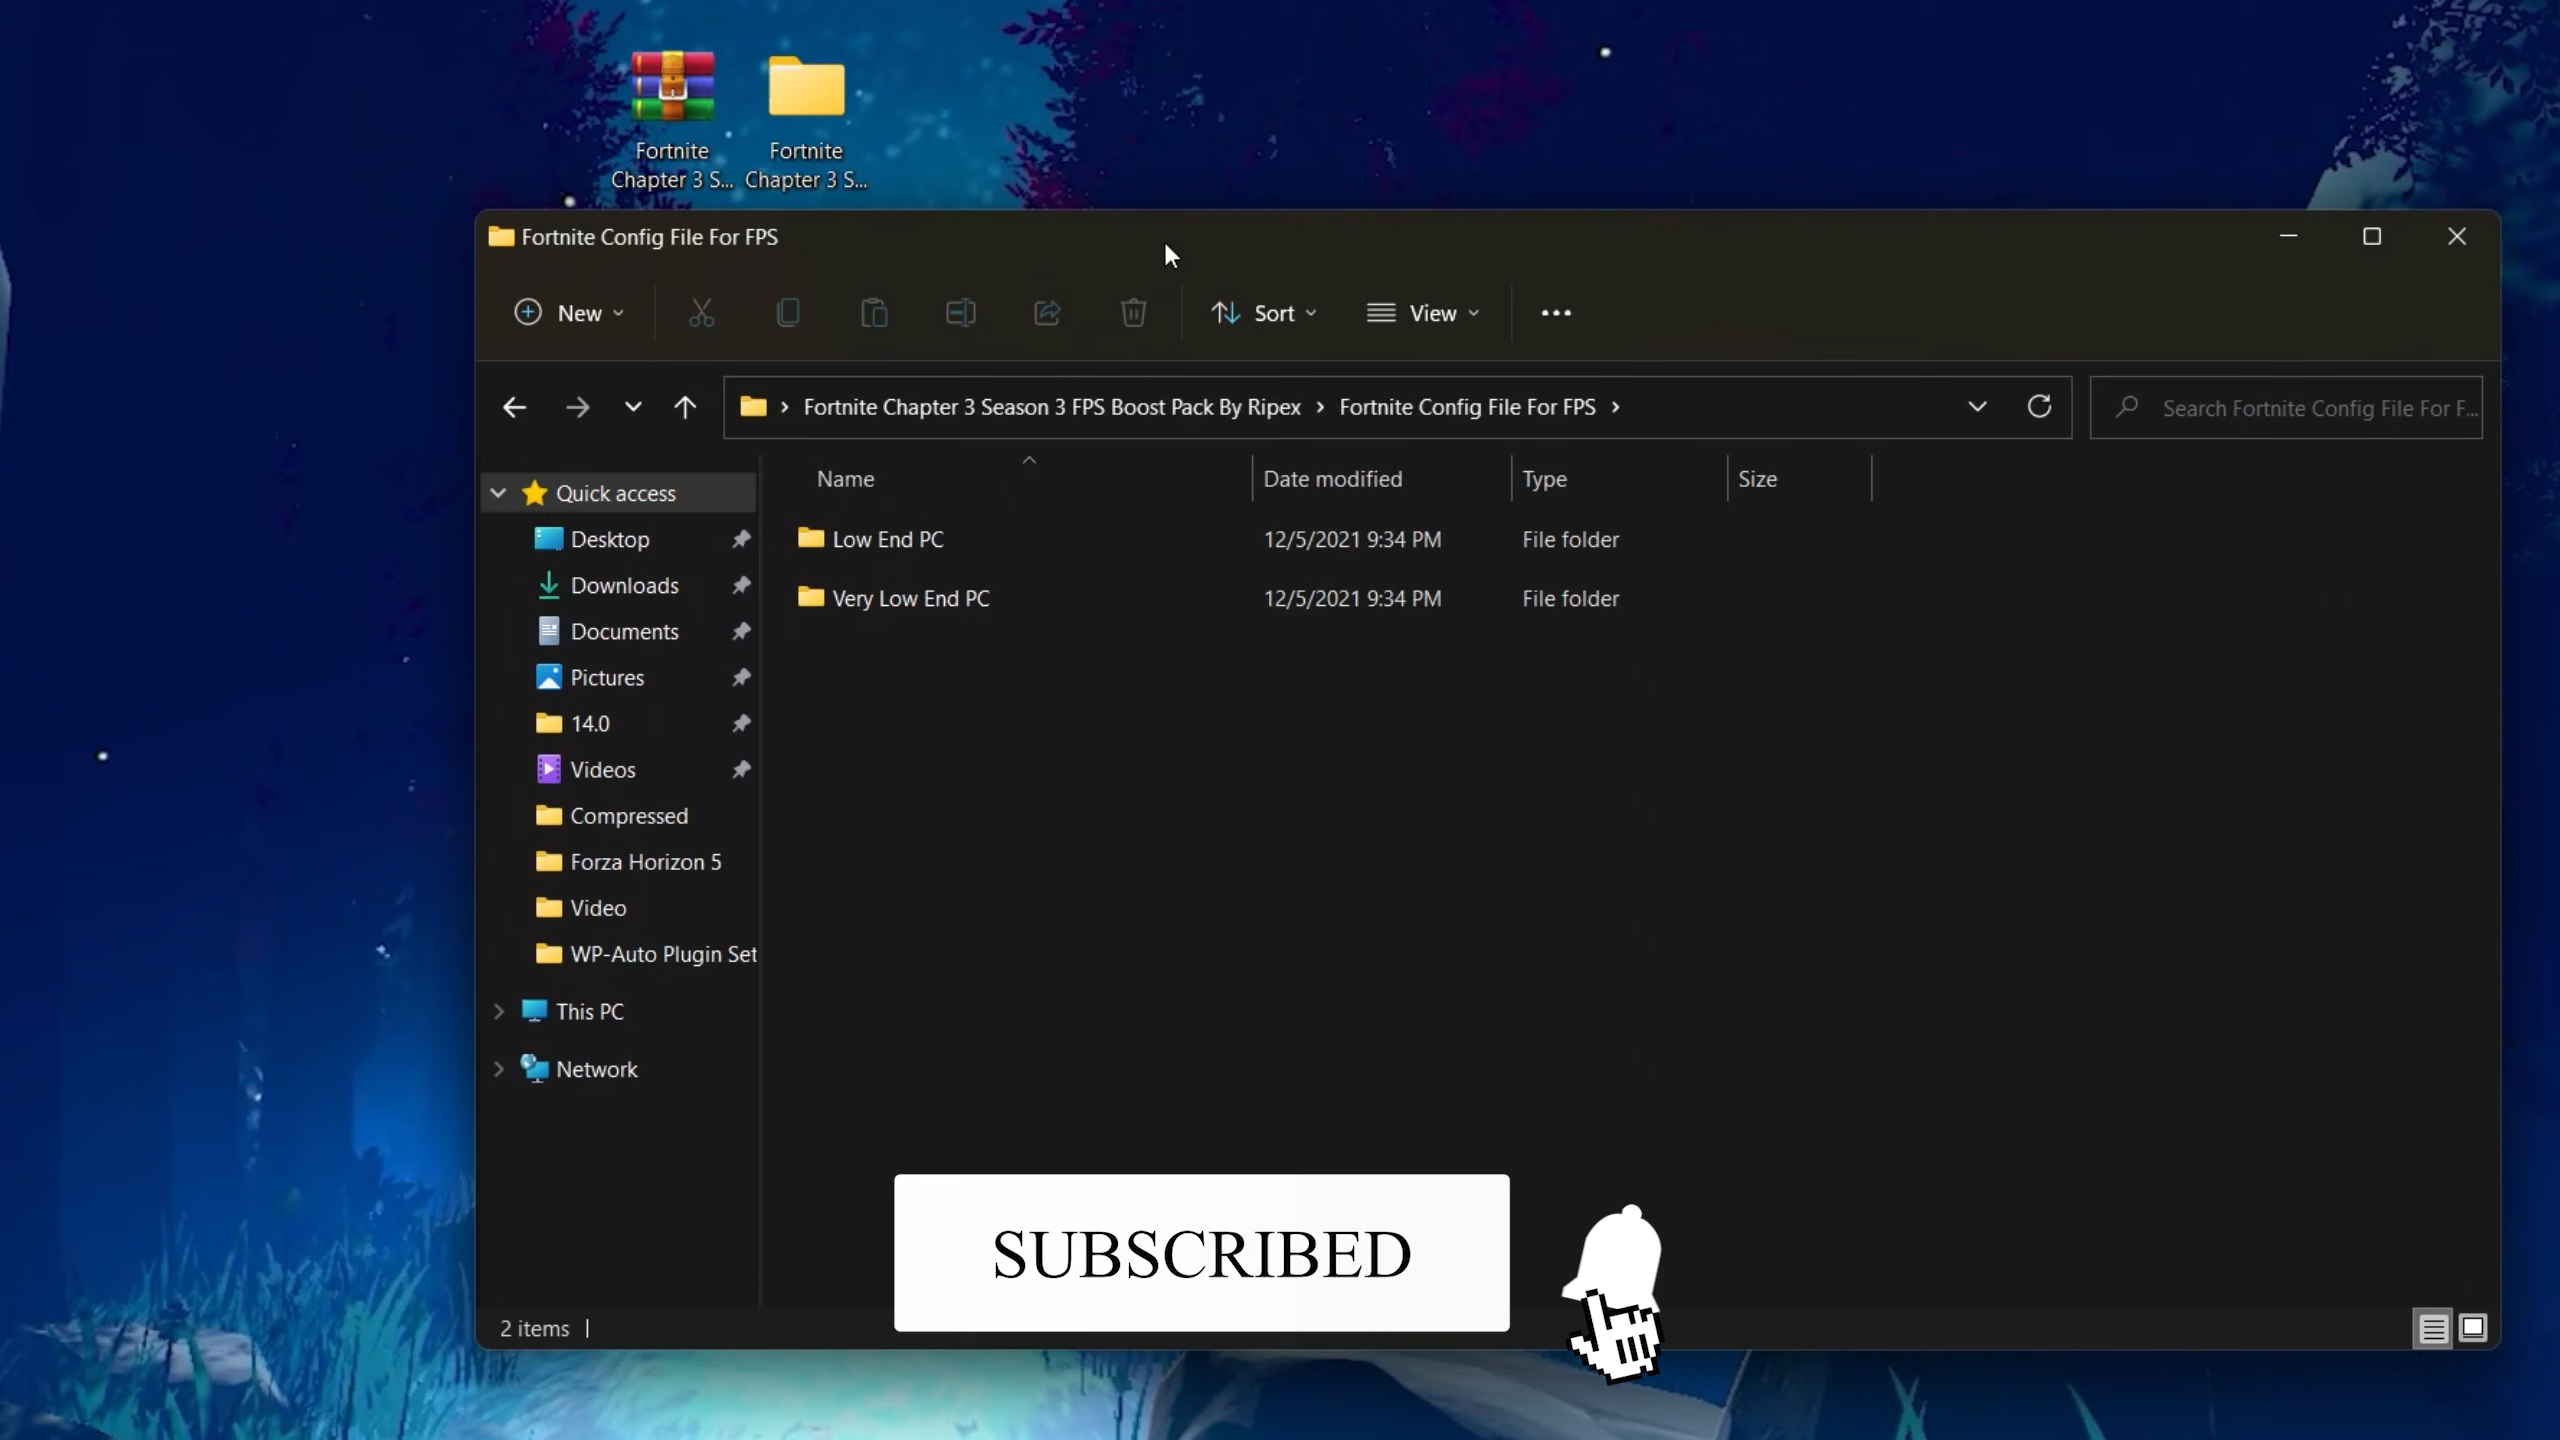 Fortnite
Chapter 3 S...
Fortnite
Chapter 3 S...
Fortnite Config File For FPS
New
Sort
View
Fortnite Chapter 3 Season 3 FPS Boost Pack By Ripex > Fortnite Config File For FPS >
Search Fortnite Config File For F...
Name
Date modified
Type
Size
Quick access
Desktop
Downloads
Documents
Pictures
14.0
Videos
Compressed
Forza Horizon 5
Video
WP-Auto Plugin Set
This PC
Network
Low End PC 12/5/2021 9:34 PM File folder
Very Low End PC 12/5/2021 9:34 PM File folder
SUBSCRIBED
2 items